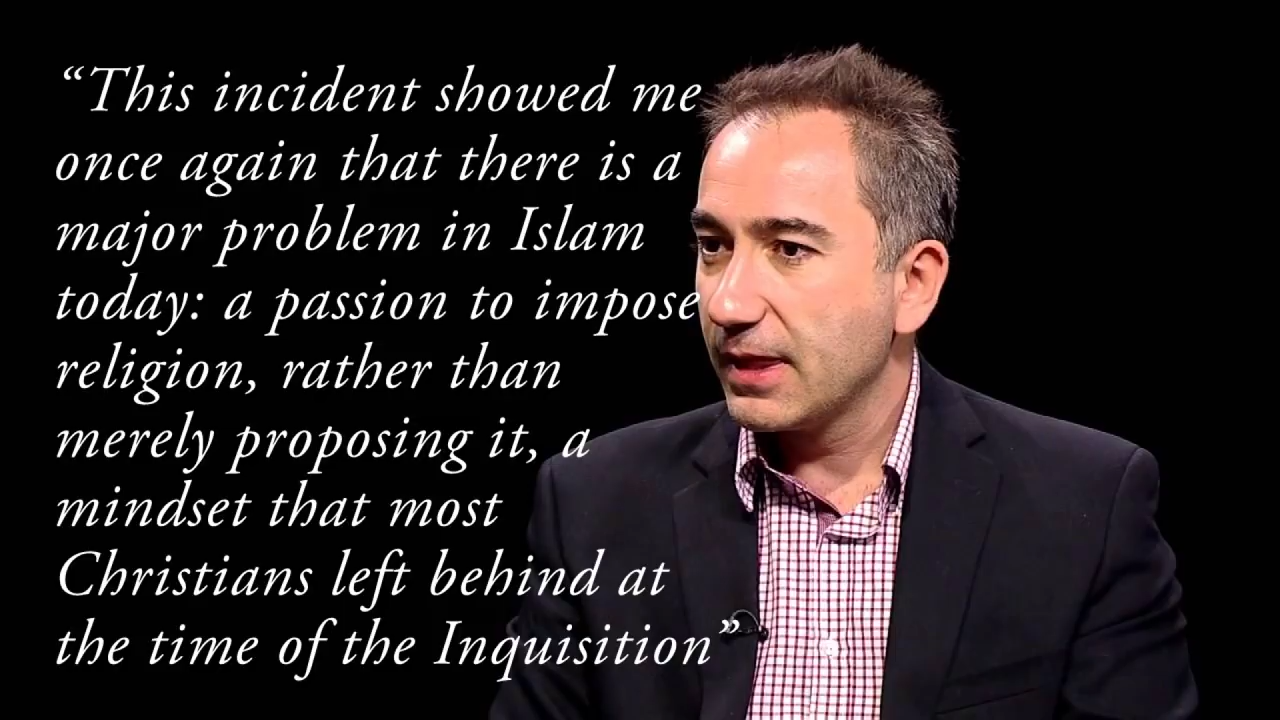 “This incident showed me
once again that there is a
major problem in Islam
today: a passion to impose
religion, rather than
merely proposing it, a
mindset that most
Christians left behind at
the time of the Inquisition”